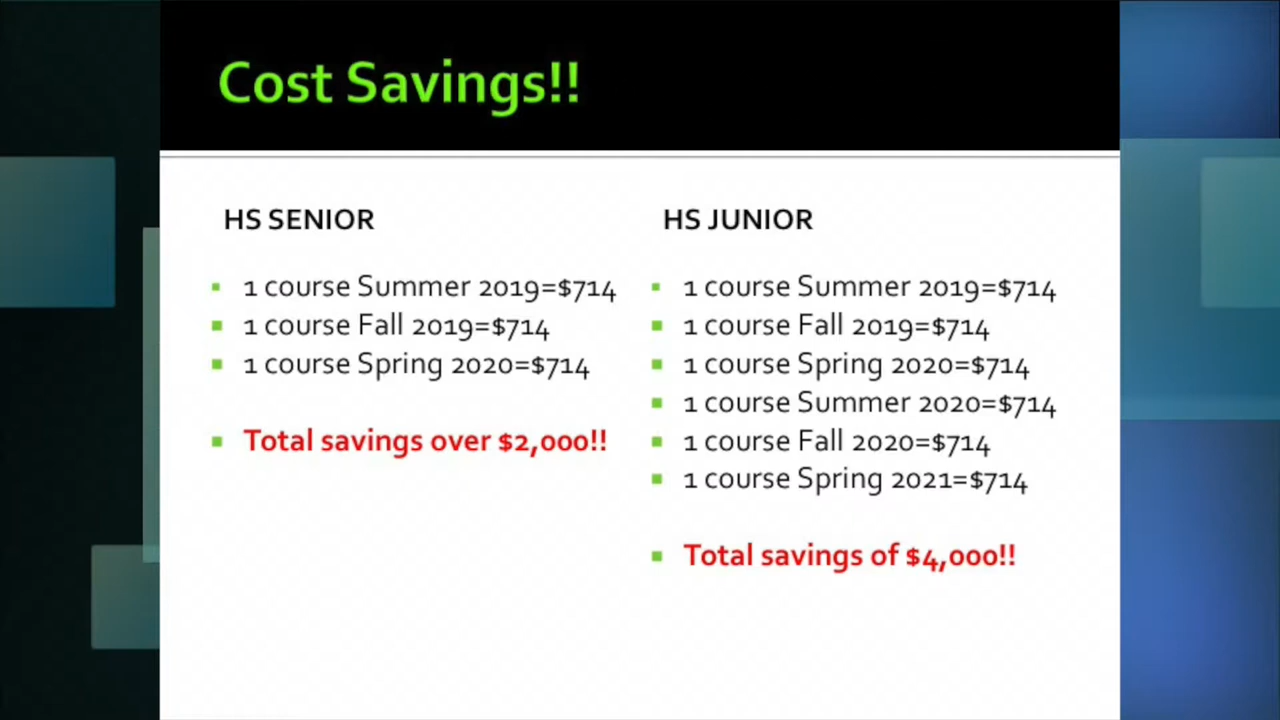 Cost Savings!!
HS SENIOR
1 course Summer 2019=$714
1 course Fall 2019=$714
1 course Spring 2020=$714
Total savings over $2,000!!
HS JUNIOR
1 course Summer 2019=$714
1 course Fall 2019=$714
1 course Spring 2020=$714
1 course Summer 2020=$714
1 course Fall 2020=$714
1 course Spring 2021=$714
Total savings of $4,000!!